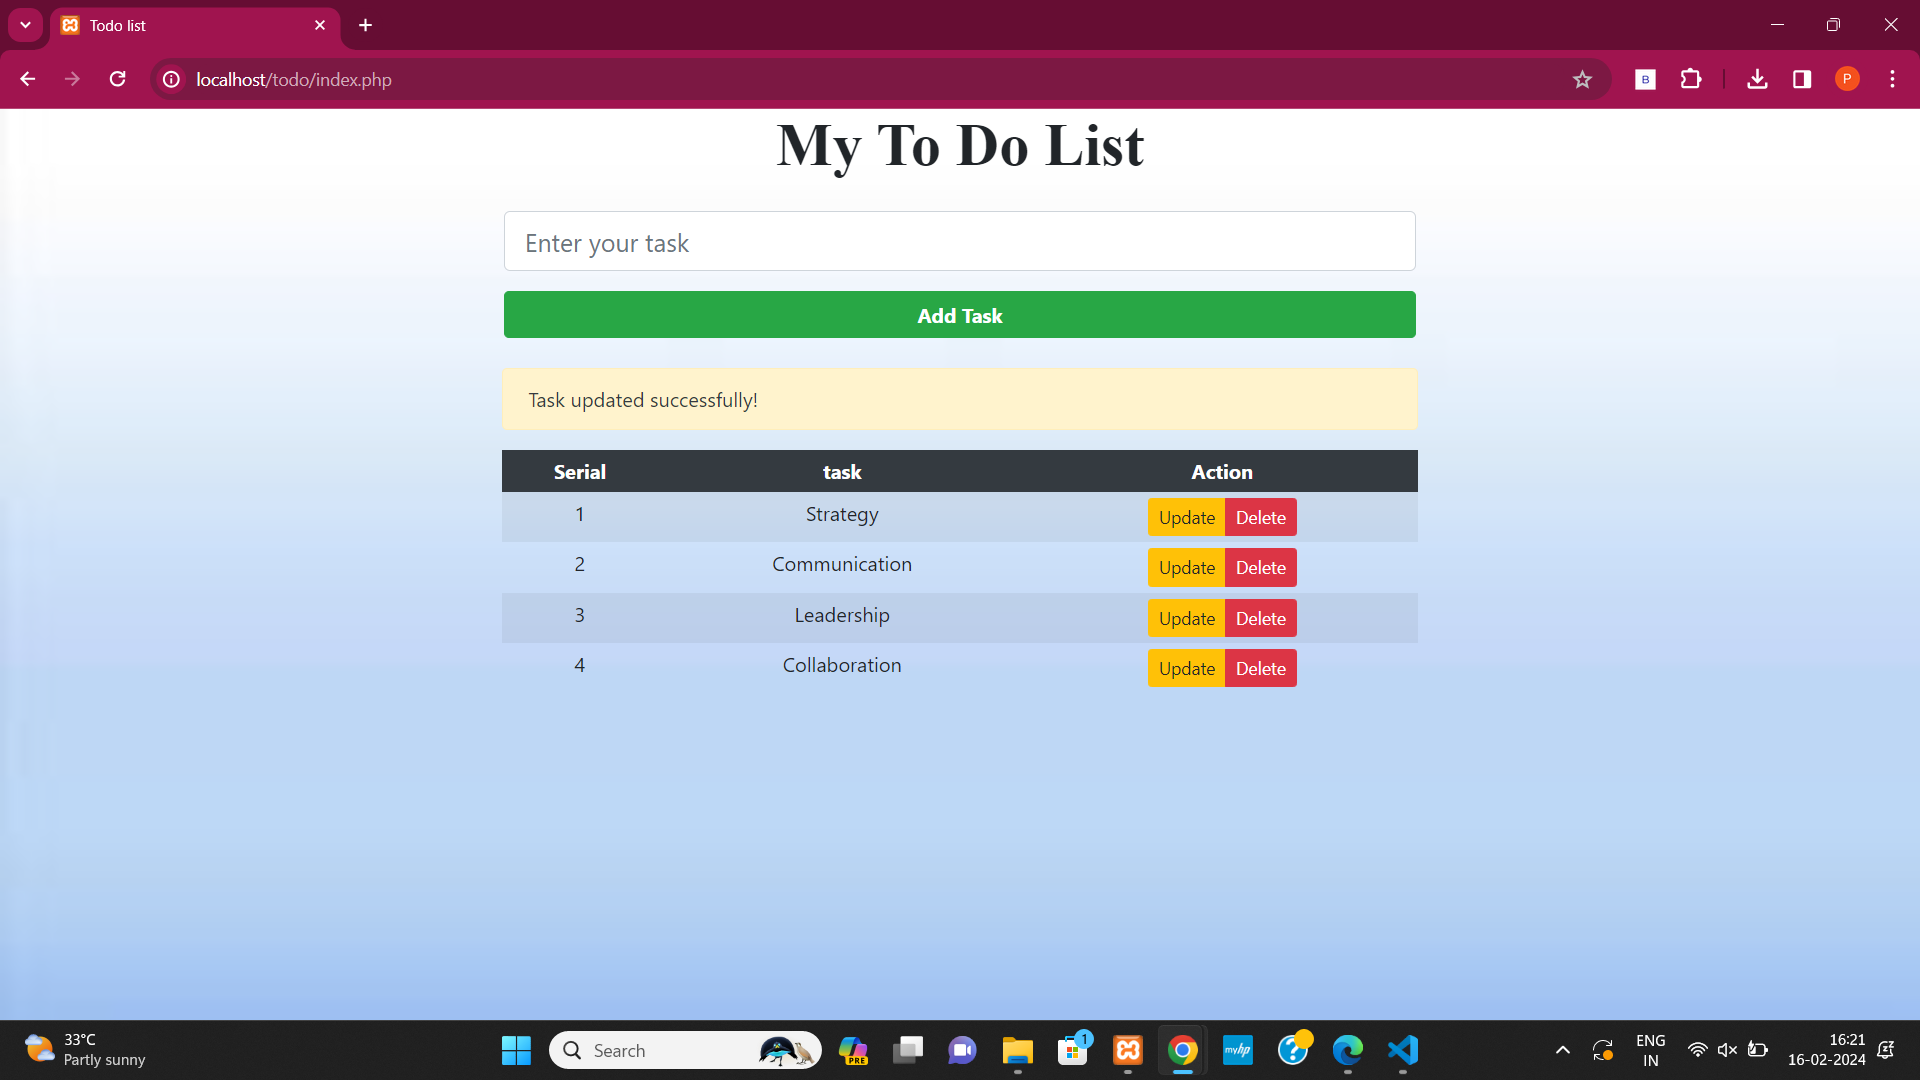 Todo list
localhost/todo/index.php
B
P
My To Do List
Enter your task
Add Task
Task updated successfully!
Serial task Action
1 Strategy Update Delete
2 Communication Update Delete
3 Leadership Update Delete
4 Collaboration Update Delete
33°C
Partly sunny
Search
PRE
1
myhp
?
ENG
IN
16:21
16-02-2024